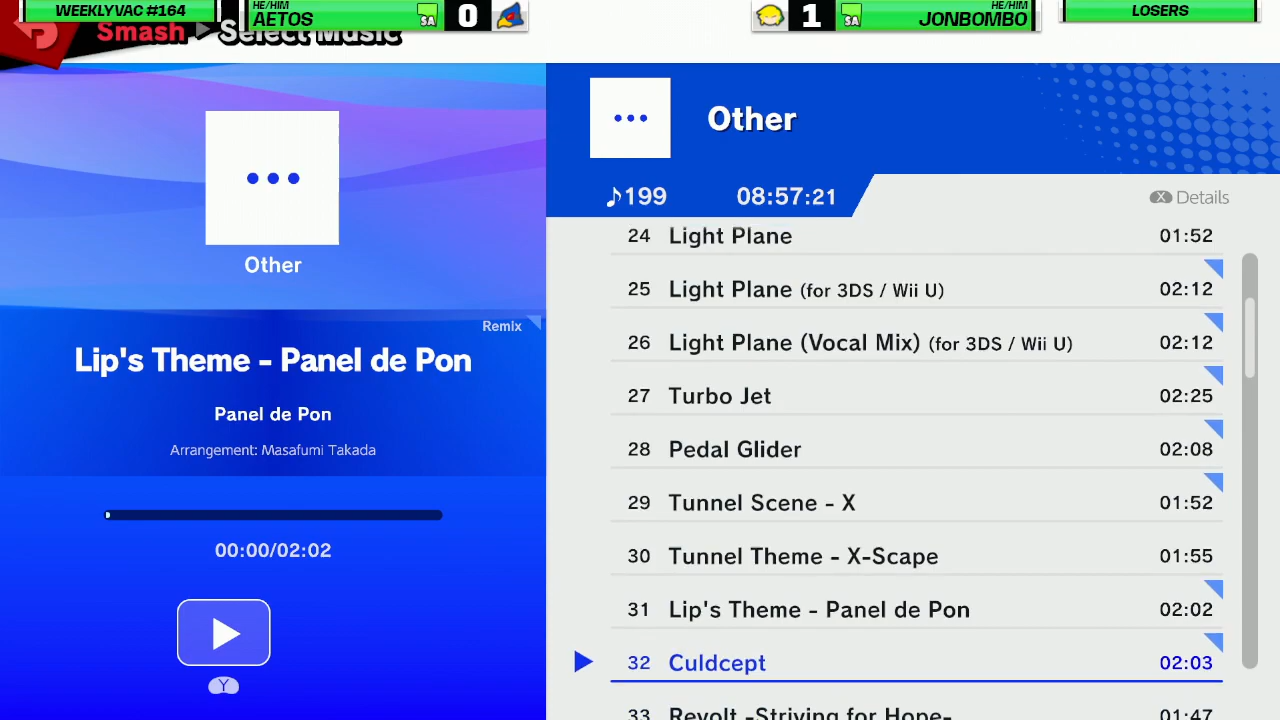 WEEKLYVAC #164
HE/HIM
AETOS
SA
0
1
SA
HE/HIM
JONBOMBO
LOSERS
Smash
Select Music
Other
Remix
Lip's Theme - Panel de Pon
Panel de Pon
Arrangement: Masafumi Takada
00:00/02:02
Y
Other
199
08:57:21
X Details
24 Light Plane 01:52
25 Light Plane (for 3DS / Wii U) 02:12
26 Light Plane (Vocal Mix) (for 3DS / Wii U) 02:12
27 Turbo Jet 02:25
28 Pedal Glider 02:08
29 Tunnel Scene - X 01:52
30 Tunnel Theme - X-Scape 01:55
31 Lip's Theme - Panel de Pon 02:02
32 Culdcept 02:03
33 Revolt -Striving for Hope- 01:47